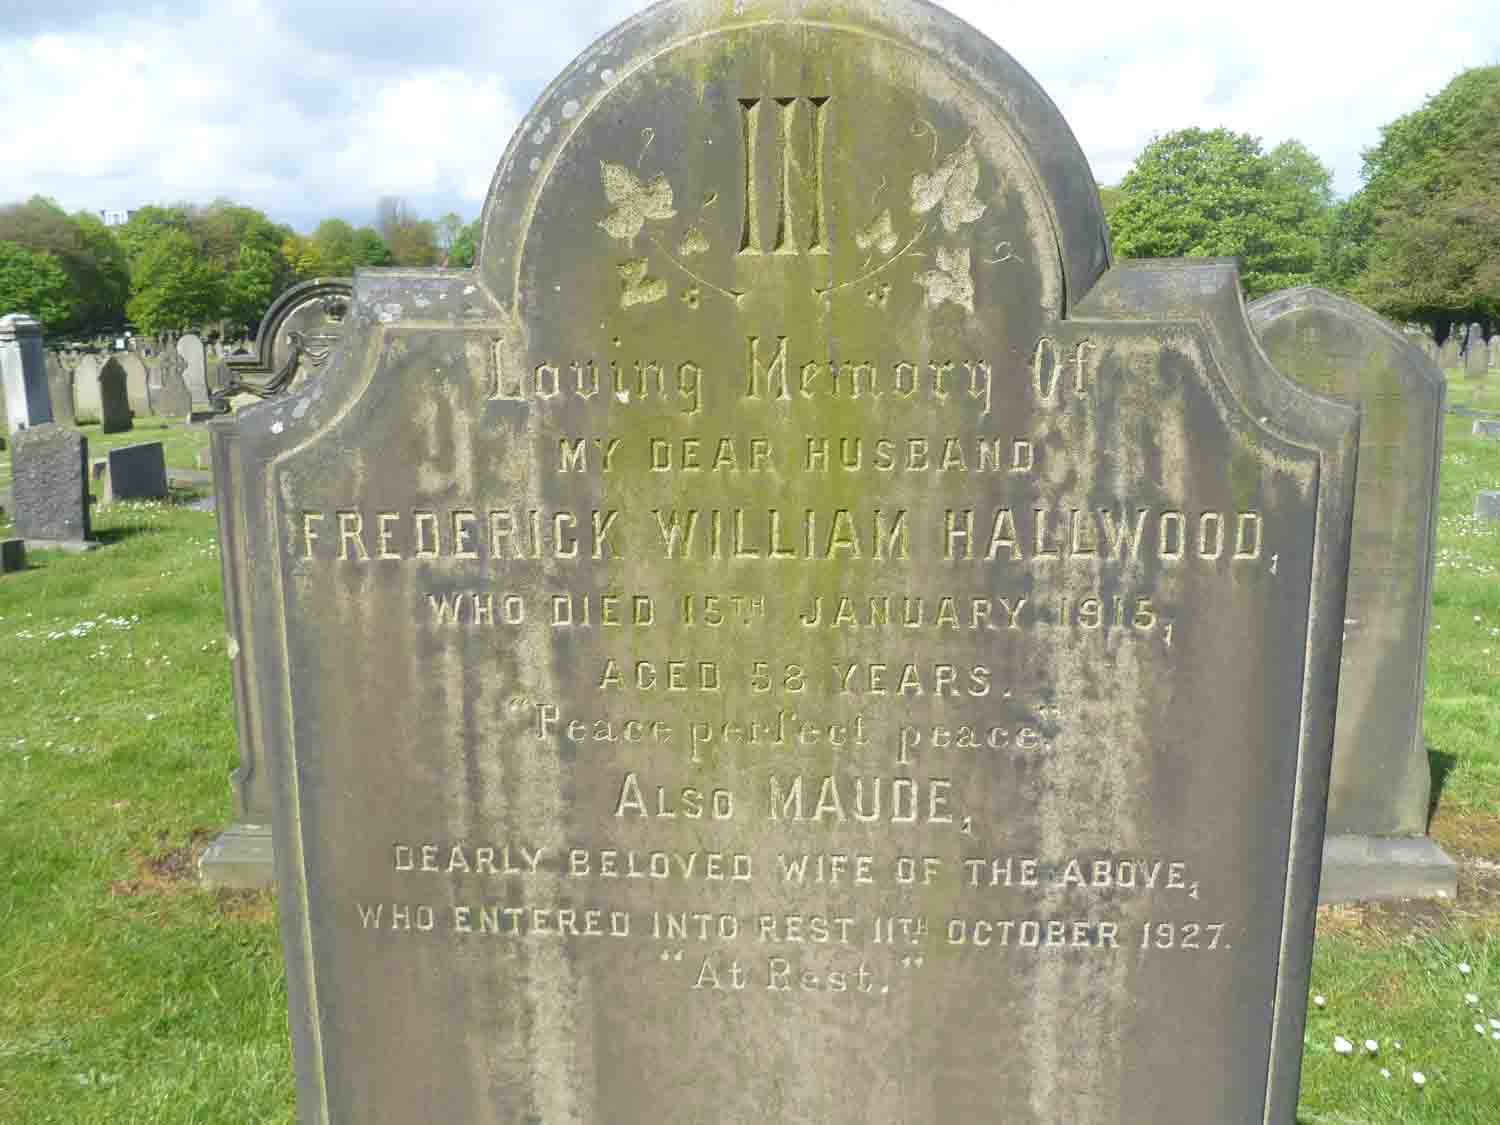 IN
Loving Memory Of
MY DEAR HUSBAND
FREDERICK WILLIAM HALLWOOD,
WHO DIED 15TH JANUARY 1915,
AGED 58 YEARS.
"Peace perfect peace."
ALSO MAUDE,
DEARLY BELOVED WIFE OF THE ABOVE,
WHO ENTERED INTO REST 11TH OCTOBER 1927.
"At Rest."